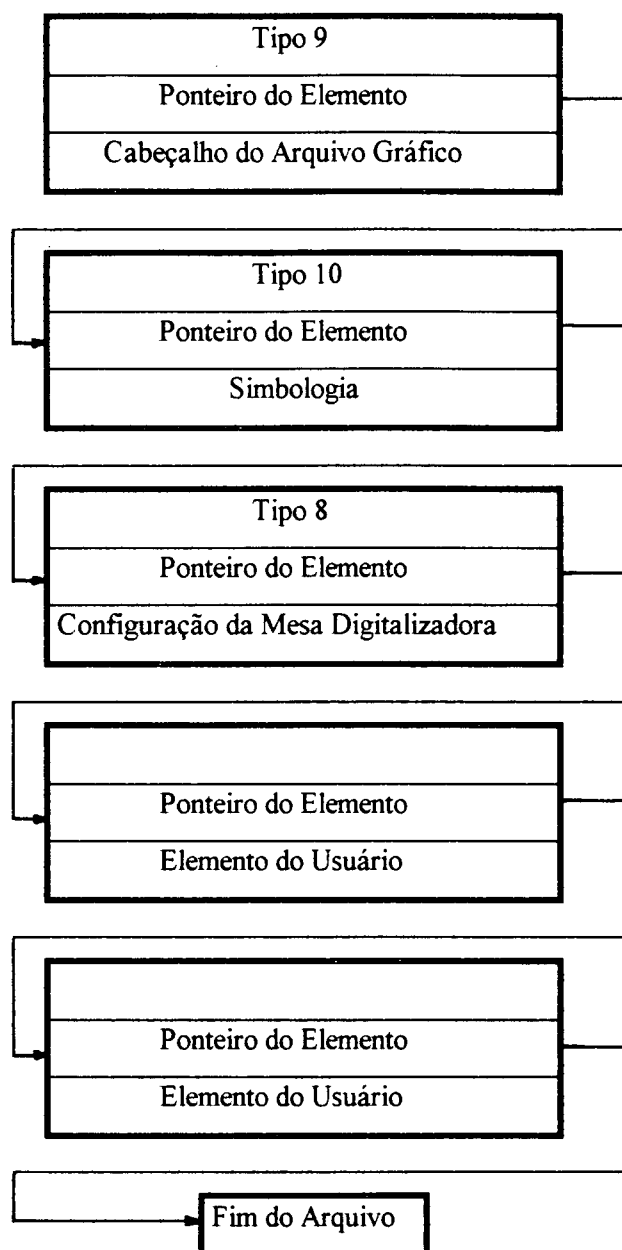 Tipo 9
Ponteiro do Elemento
Cabeçalho do Arquivo Gráfico
Tipo 10
Ponteiro do Elemento
Simbologia
Tipo 8
Ponteiro do Elemento
Configuração da Mesa Digitalizadora
Ponteiro do Elemento
Elemento do Usuário
Ponteiro do Elemento
Elemento do Usuário
Fim do Arquivo